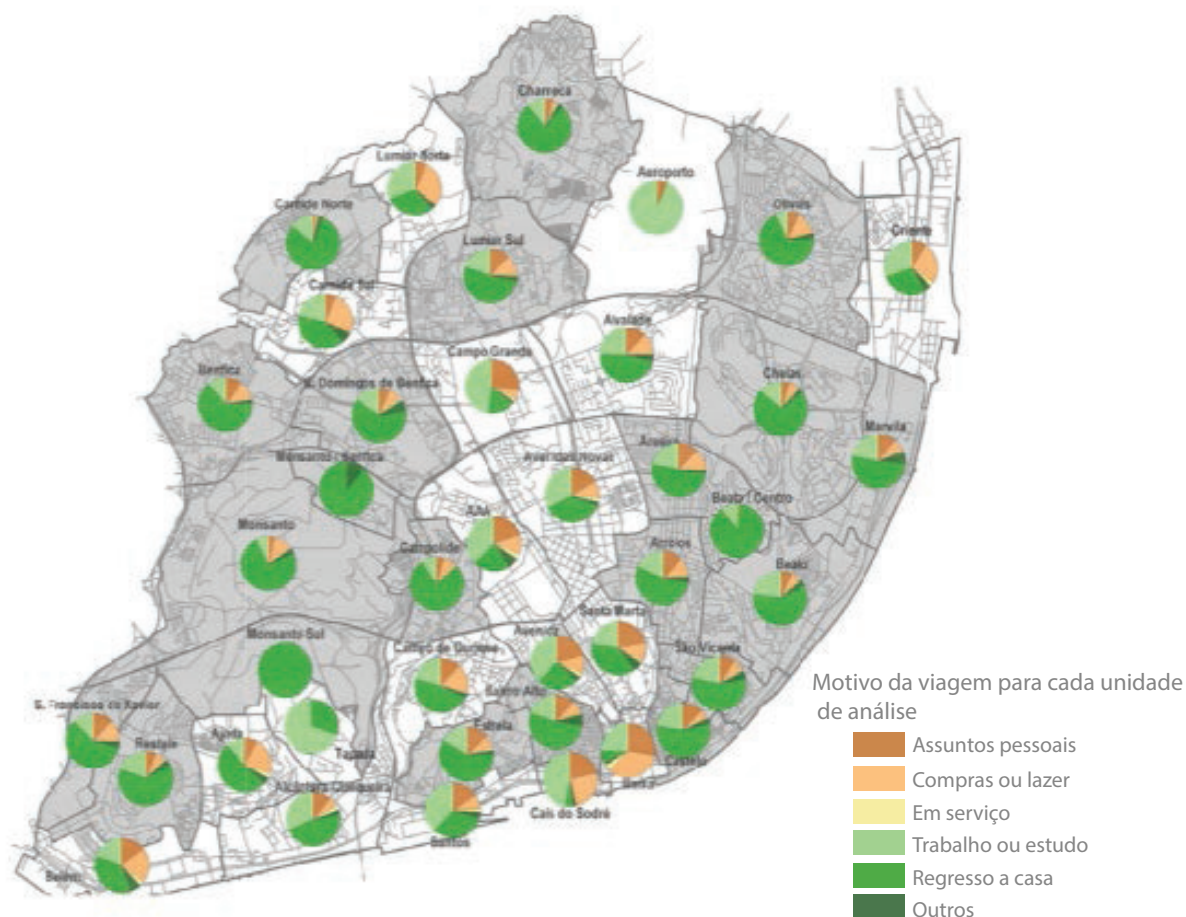 Charneca
Lumiar Norte
Aeroporto
Carnide Norte
Olivais
Oriente
Lumiar Sul
Carnide Sul
Alvalade
Campo Grande
Benfica
S. Domingos de Benfica
Chelas
Marvila
Areeiro
Avenidas Novas
Monsanto Benfica
Beato Centro
AAA
Monsanto
Campolide
Arroios
Beato
Santa Marta
Monsanto Sul
Avenida
Campo de Ourique
São Vicente
Bairro Alto
S. Francisco de Xavier
Estrela
Ajuda
Restelo
Tapada
Castelo
Baixa
Alcântara
Cais do Sodré
Santos
Belém
Motivo da viagem para cada unidade
de análise
Assuntos pessoais
Compras ou lazer
Em serviço
Trabalho ou estudo
Regresso a casa
Outros